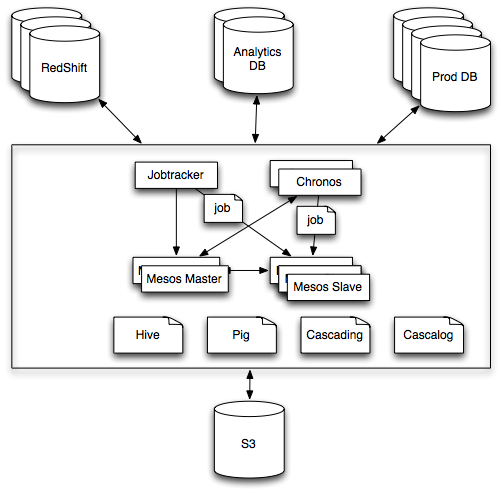 RedShift
Analytics
DB
Prod DB
Jobtracker
Chronos
job
job
Mesos Master
Mesos Slave
Hive
Pig
Cascading
Cascalog
S3